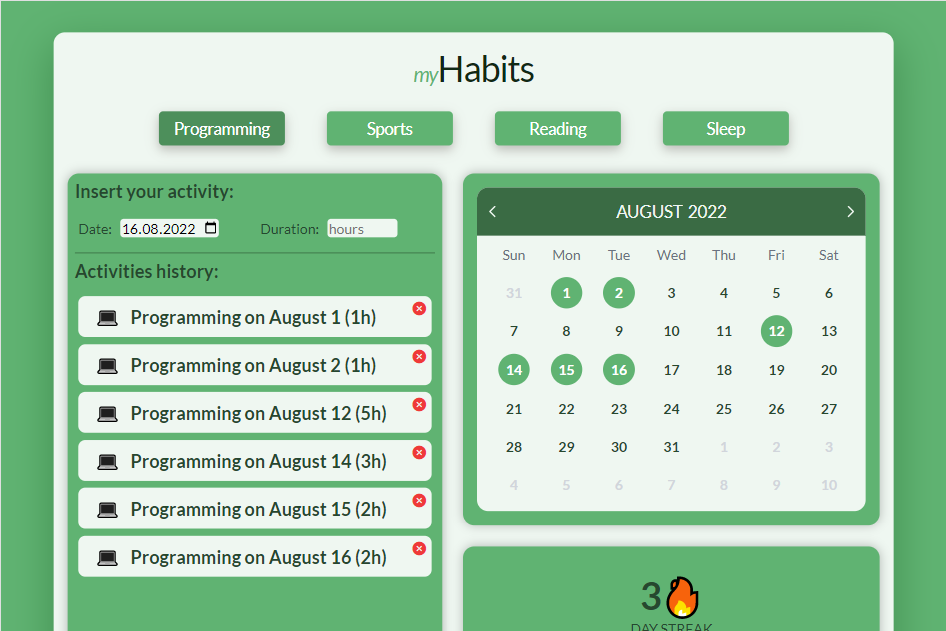 myHabits
Programming Sports Reading Sleep
Insert your activity:
Date: 16.08.2022 Duration: hours
Activities history:
Programming on August 1 (1h)
Programming on August 2 (1h)
Programming on August 12 (5h)
Programming on August 14 (3h)
Programming on August 15 (2h)
Programming on August 16 (2h)
AUGUST 2022
Sun Mon Tue Wed Thu Fri Sat
31 1 2 3 4 5 6
7 8 9 10 11 12 13
14 15 16 17 18 19 20
21 22 23 24 25 26 27
28 29 30 31 1 2 3
4 5 6 7 8 9 10
3
DAY STREAK